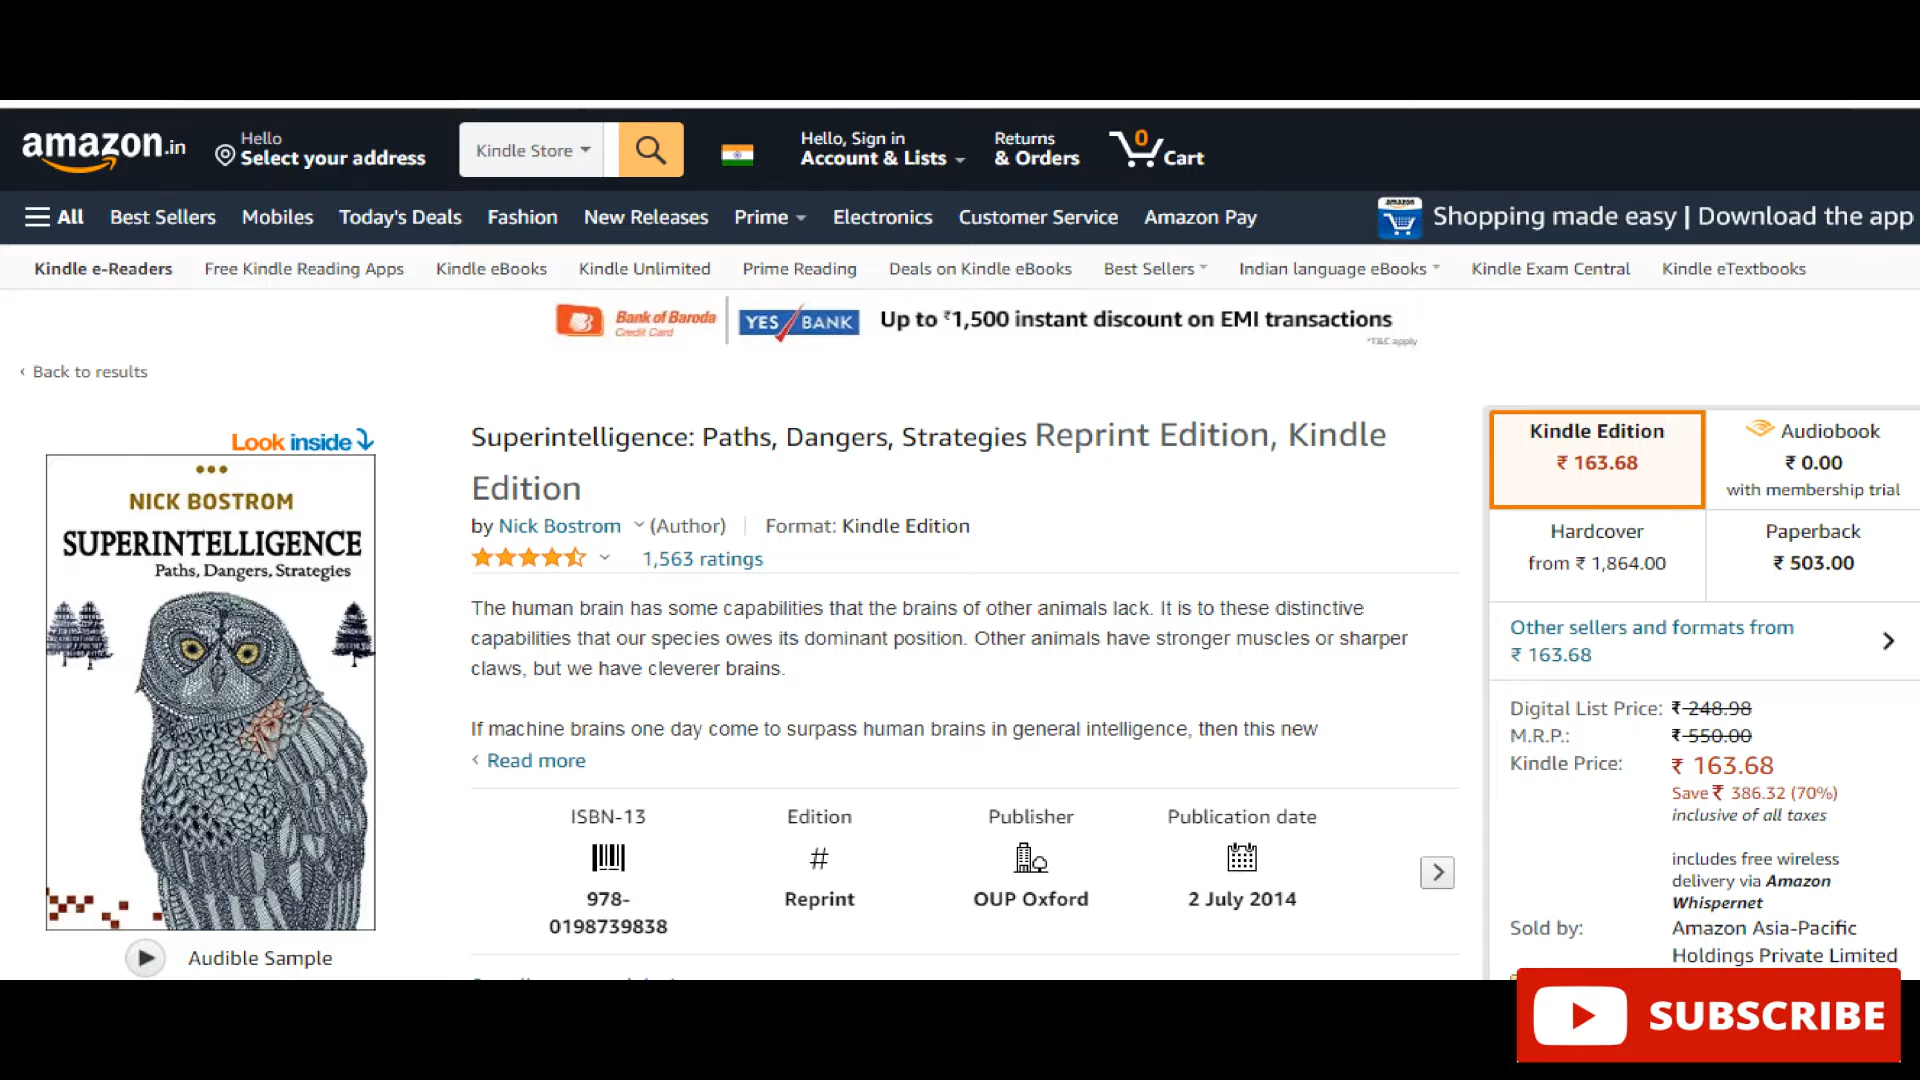 amazon.in
Hello
Select your address
Kindle Store
Hello, Sign in
Account & Lists
Returns
& Orders
0
Cart
All
Best Sellers
Mobiles
Today's Deals
Fashion
New Releases
Prime
Electronics
Customer Service
Amazon Pay
amazon
Shopping made easy | Download the app
Kindle e-Readers
Free Kindle Reading Apps
Kindle eBooks
Kindle Unlimited
Prime Reading
Deals on Kindle eBooks
Best Sellers
Indian language eBooks
Kindle Exam Central
Kindle eTextbooks
Bank of Baroda
Credit Card
YES BANK
Up to ₹1,500 instant discount on EMI transactions
*T&C apply
‹ Back to results
Look inside
NICK BOSTROM
SUPERINTELLIGENCE
Paths, Dangers, Strategies
Audible Sample
Superintelligence: Paths, Dangers, Strategies Reprint Edition, Kindle
Edition
by Nick Bostrom (Author) | Format: Kindle Edition
1,563 ratings
The human brain has some capabilities that the brains of other animals lack. It is to these distinctive
capabilities that our species owes its dominant position. Other animals have stronger muscles or sharper
claws, but we have cleverer brains.
If machine brains one day come to surpass human brains in general intelligence, then this new
‹ Read more
ISBN-13
978-
0198739838
Edition
#
Reprint
Publisher
OUP Oxford
Publication date
2 July 2014
Kindle Edition
₹ 163.68
Audiobook
₹ 0.00
with membership trial
Hardcover
from ₹ 1,864.00
Paperback
₹ 503.00
Other sellers and formats from
₹ 163.68
Digital List Price: ₹ 248.98
M.R.P.: ₹ 550.00
Kindle Price: ₹ 163.68
Save ₹ 386.32 (70%)
inclusive of all taxes
includes free wireless
delivery via Amazon
Whispernet
Sold by: Amazon Asia-Pacific
Holdings Private Limited
SUBSCRIBE